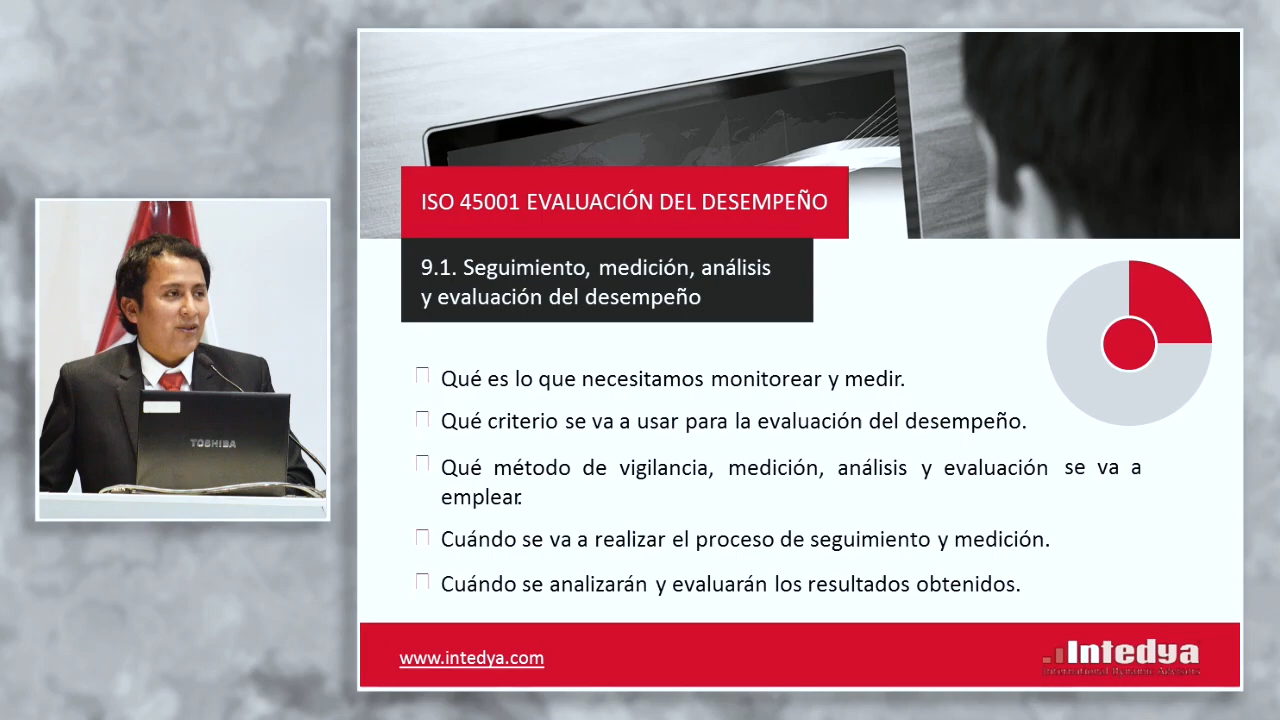 ISO 45001 EVALUACIÓN DEL DESEMPEÑO
9.1. Seguimiento, medición, análisis
y evaluación del desempeño
Qué es lo que necesitamos monitorear y medir.
Qué criterio se va a usar para la evaluación del desempeño.
Qué método de vigilancia, medición, análisis y evaluación se va a
emplear.
Cuándo se va a realizar el proceso de seguimiento y medición.
Cuándo se analizarán y evaluarán los resultados obtenidos.
TOSHIBA
www.intedya.com
Intedya
International Dynamic Advisors